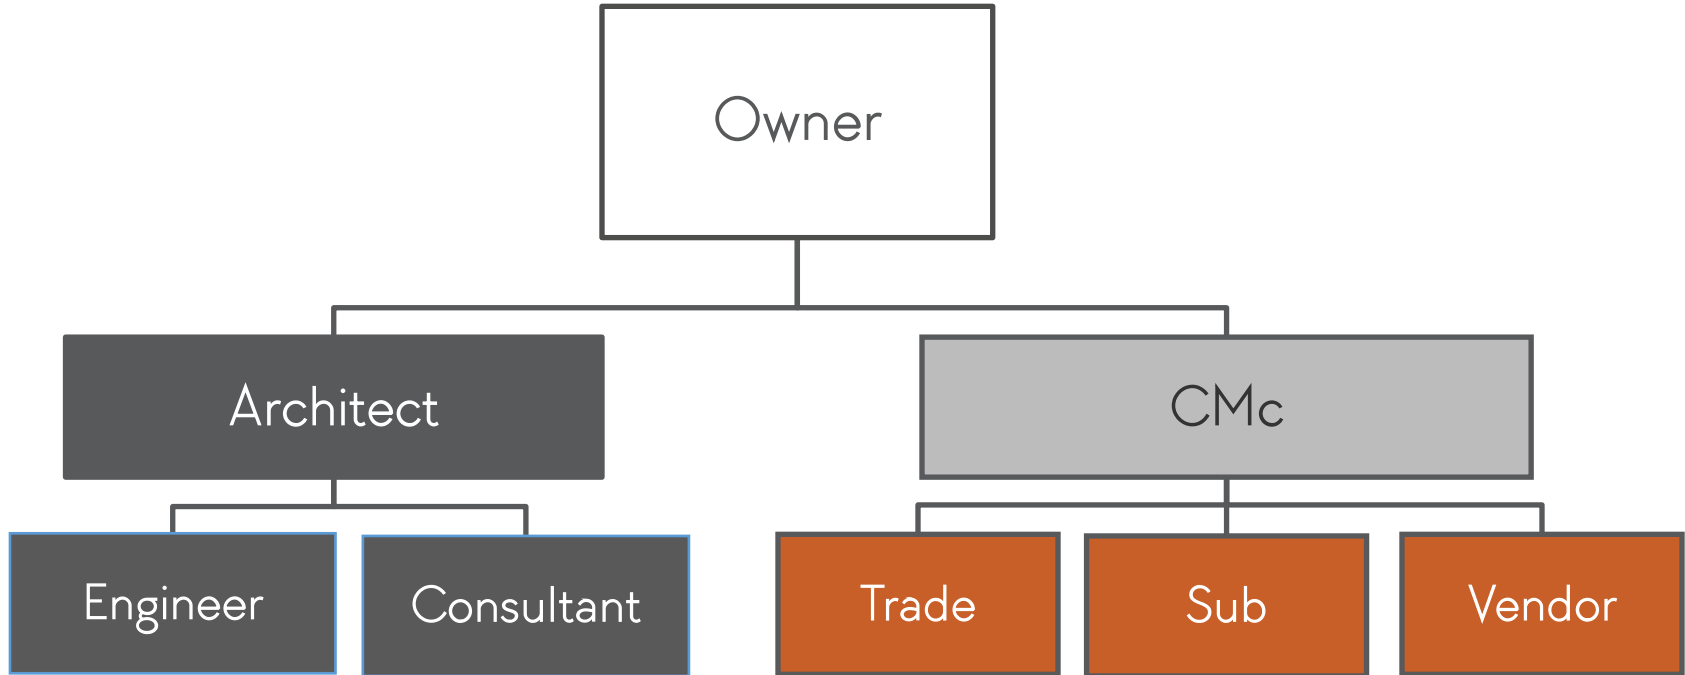 Owner
Architect
CMc
Engineer
Consultant
Trade
Sub
Vendor